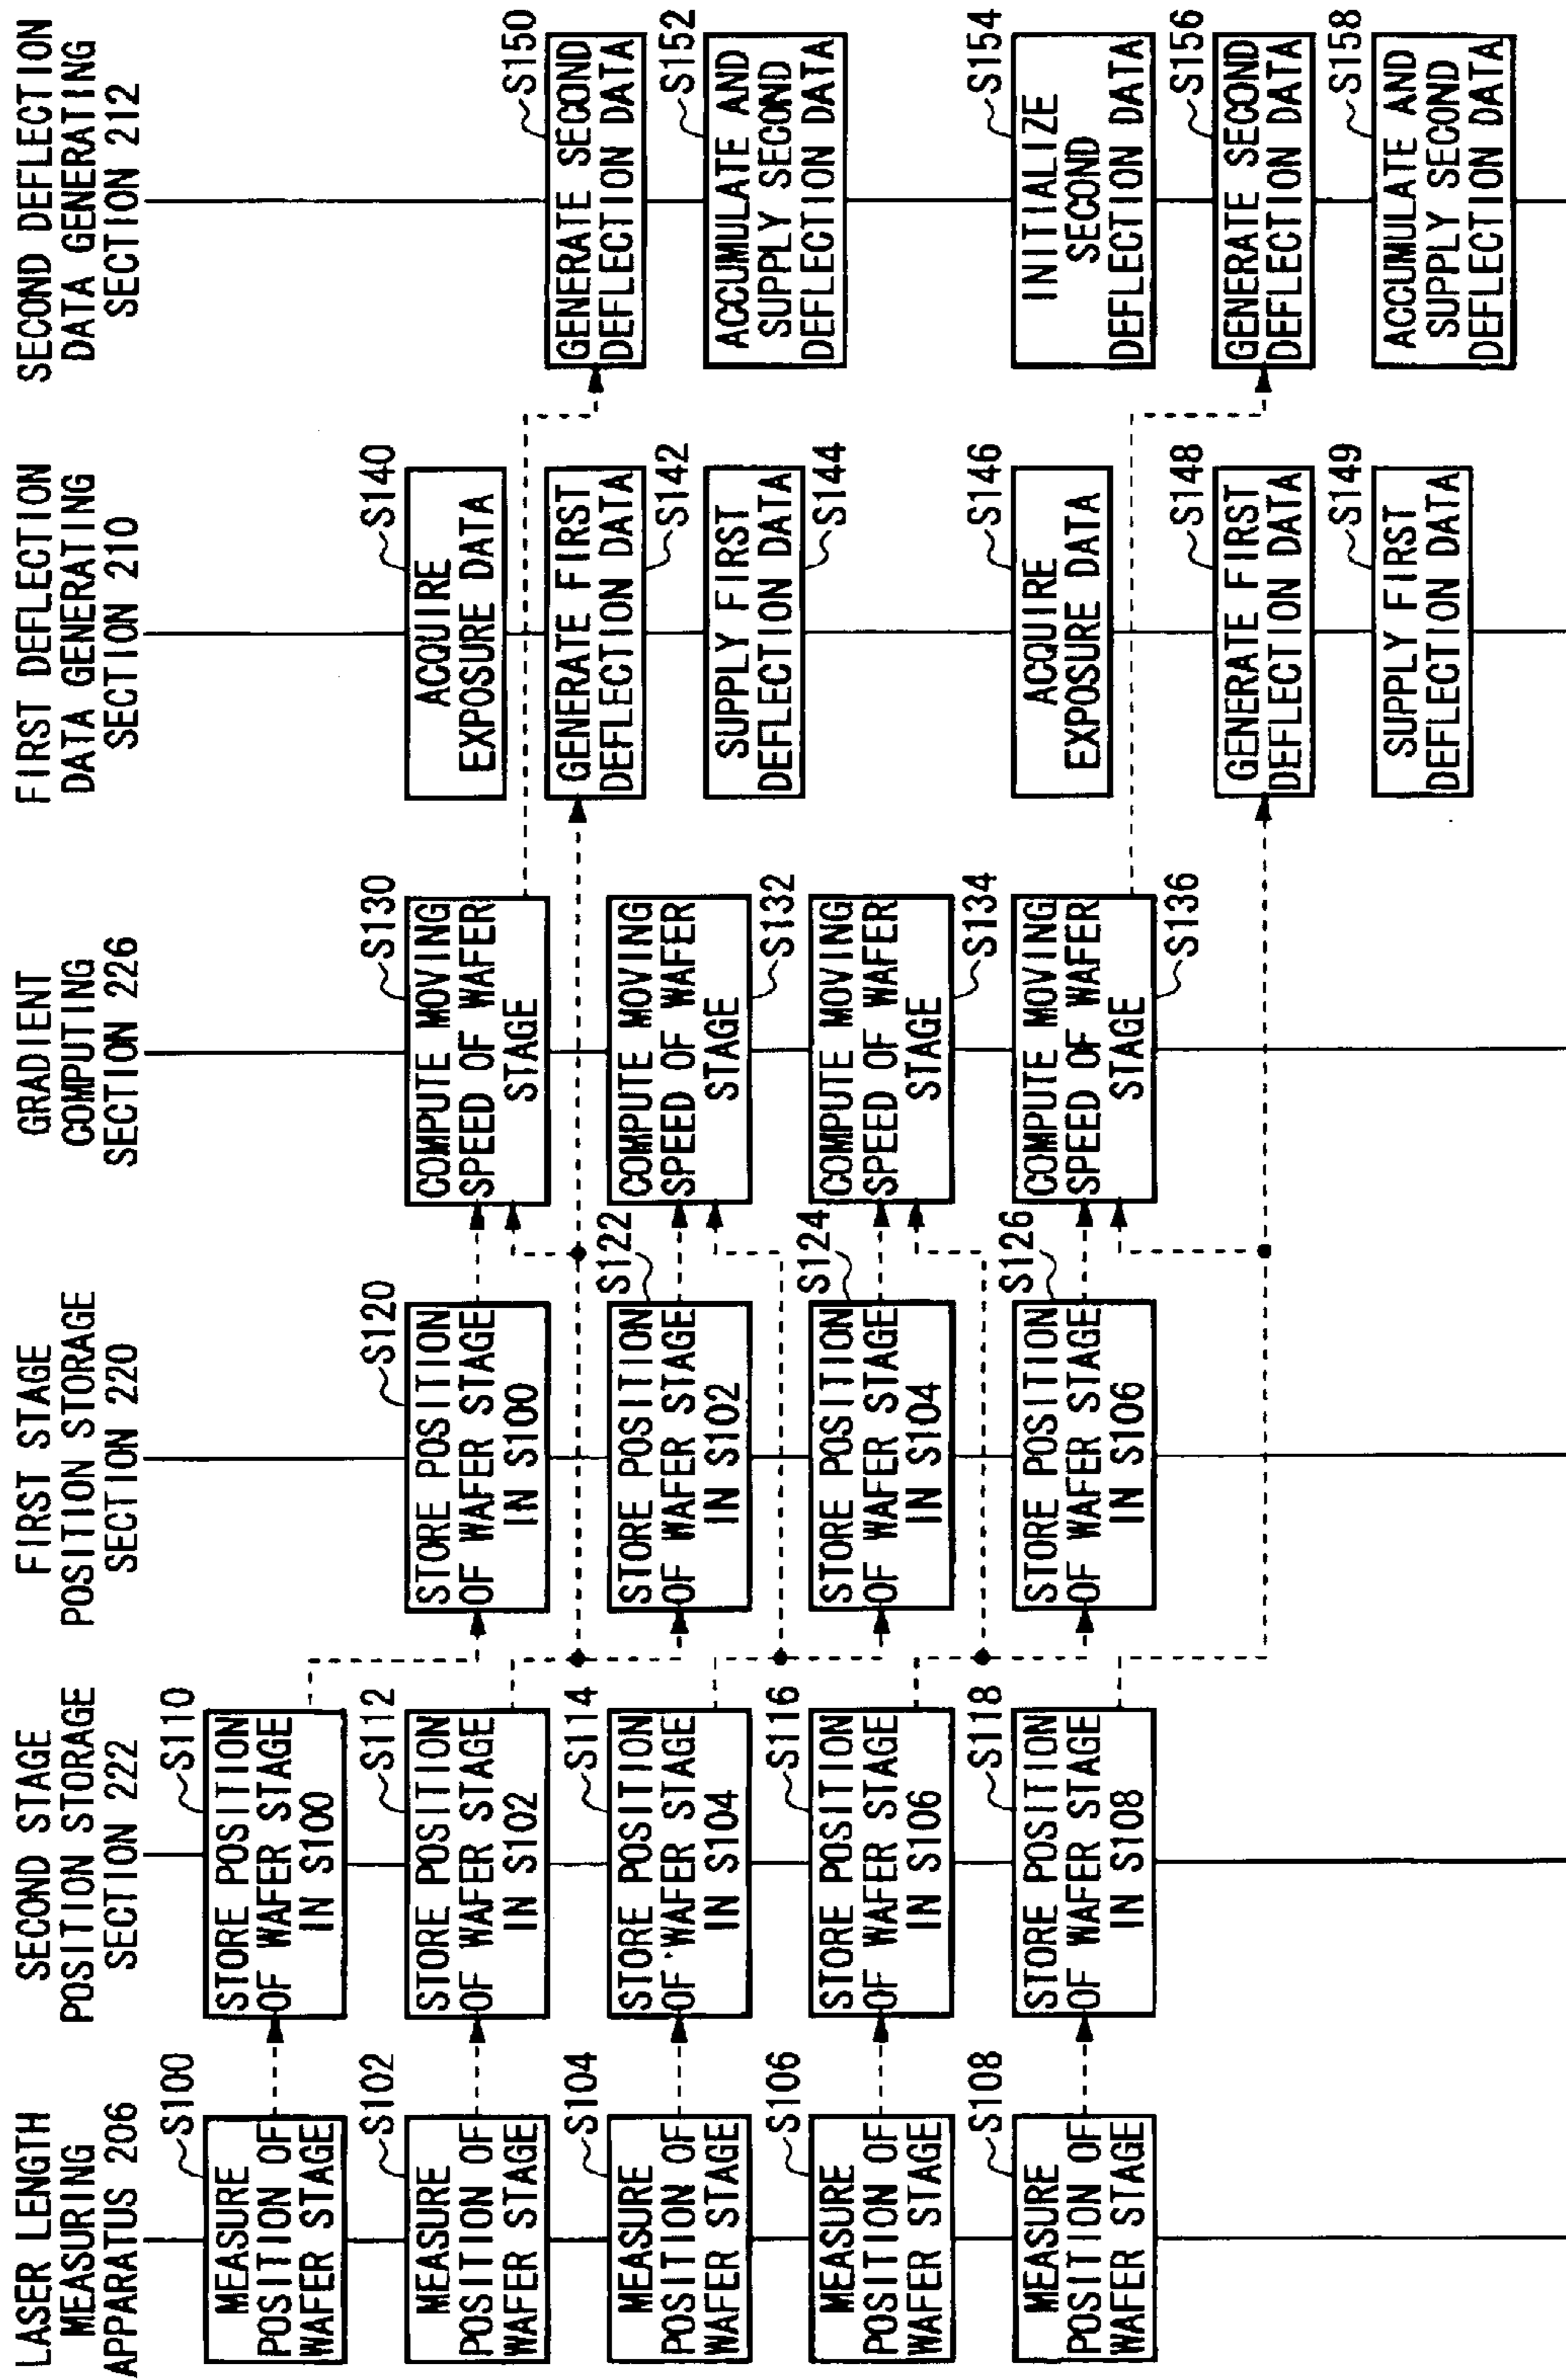 LASER LENGTH
MEASURING
APPARATUS 206
S100
MEASURE
POSITION OF
WAFER STAGE
S102
MEASURE
POSITION OF
WAFER STAGE
S104
MEASURE
POSITION OF
WAFER STAGE
S106
MEASURE
POSITION OF
WAFER STAGE
S108
MEASURE
POSITION OF
WAFER STAGE
SECOND STAGE
POSITION STORAGE
SECTION 222
S110
STORE POSITION
OF WAFER STAGE
IN S100
S112
STORE POSITION
OF WAFER STAGE
IN S102
S114
STORE POSITION
OF WAFER STAGE
IN S104
S116
STORE POSITION
OF WAFER STAGE
IN S106
S118
STORE POSITION
OF WAFER STAGE
IN S108
FIRST STAGE
POSITION STORAGE
SECTION 220
S120
STORE POSITION
OF WAFER STAGE
IN S100
S122
STORE POSITION
OF WAFER STAGE
IN S102
S124
STORE POSITION
OF WAFER STAGE
IN S104
S126
STORE POSITION
OF WAFER STAGE
IN S106
GRADIENT
COMPUTING
SECTION 226
S130
COMPUTE MOVING
SPEED OF WAFER
STAGE
S132
COMPUTE MOVING
SPEED OF WAFER
STAGE
S134
COMPUTE MOVING
SPEED OF WAFER
STAGE
S136
COMPUTE MOVING
SPEED OF WAFER
STAGE
FIRST DEFLECTION
DATA GENERATING
SECTION 210
S140
ACQUIRE
EXPOSURE DATA
S142
GENERATE FIRST
DEFLECTION DATA
S144
SUPPLY FIRST
DEFLECTION DATA
S146
ACQUIRE
EXPOSURE DATA
S148
GENERATE FIRST
DEFLECTION DATA
S149
SUPPLY FIRST
DEFLECTION DATA
SECOND DEFLECTION
DATA GENERATING
SECTION 212
S150
GENERATE SECOND
DEFLECTION DATA
S152
ACCUMULATE AND
SUPPLY SECOND
DEFLECTION DATA
S154
INITIALIZE
SECOND
DEFLECTION DATA
S156
GENERATE SECOND
DEFLECTION DATA
S158
ACCUMULATE AND
SUPPLY SECOND
DEFLECTION DATA